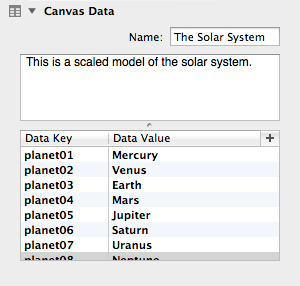 Canvas Data
Name: The Solar System
This is a scaled model of the solar system.
Data Key Data Value +
planet01 Mercury
planet02 Venus
planet03 Earth
planet04 Mars
planet05 Jupiter
planet06 Saturn
planet07 Uranus
planet08 Neptune